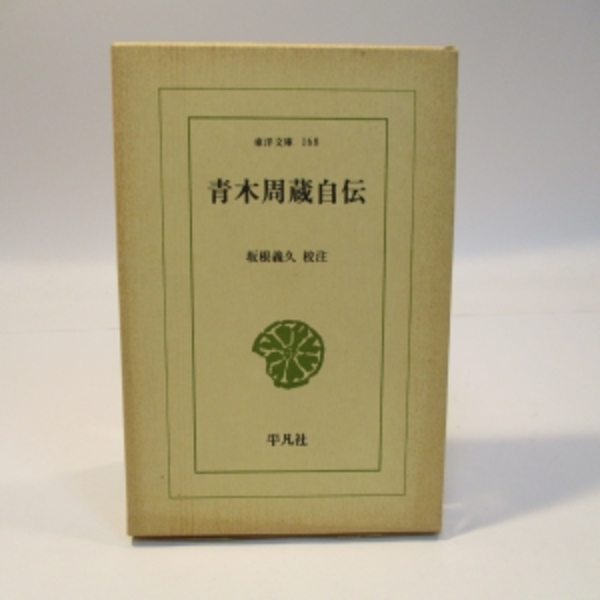 東洋文庫 168
青木周蔵自伝
坂根義久 校注
平凡社